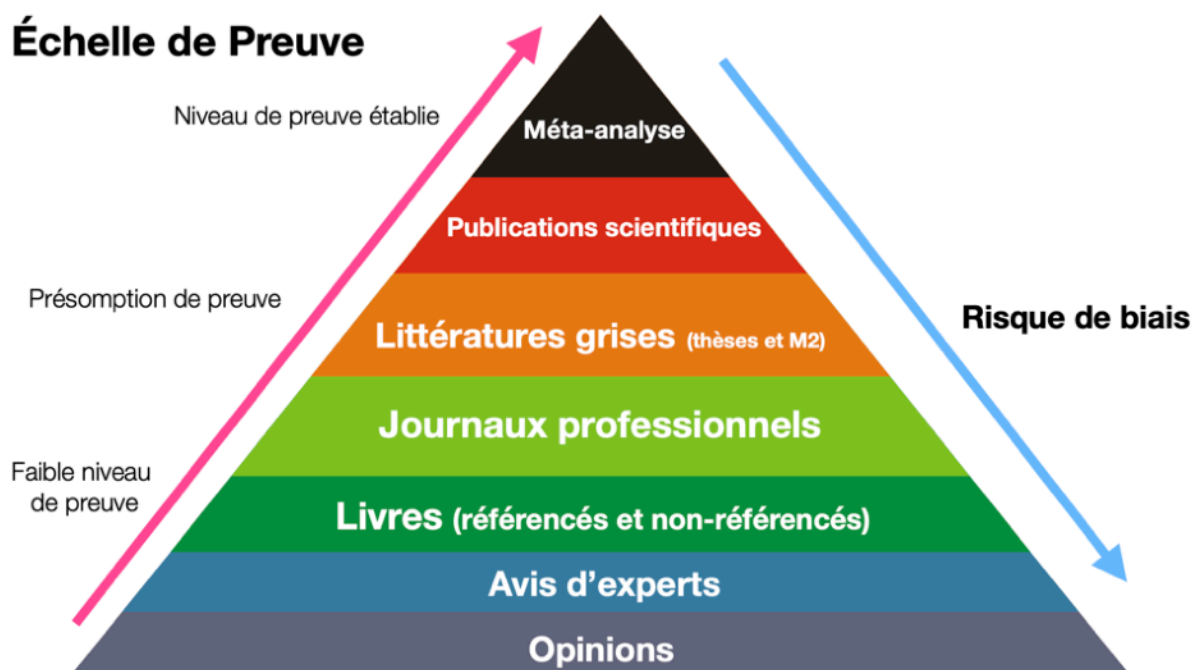 Échelle de Preuve
Niveau de preuve établie
Méta-analyse
Publications scientifiques
Présomption de preuve
Risque de biais
Littératures grises (thèses et M2)
Journaux professionnels
Faible niveau
de preuve
Livres (référencés et non-référencés)
Avis d’experts
Opinions